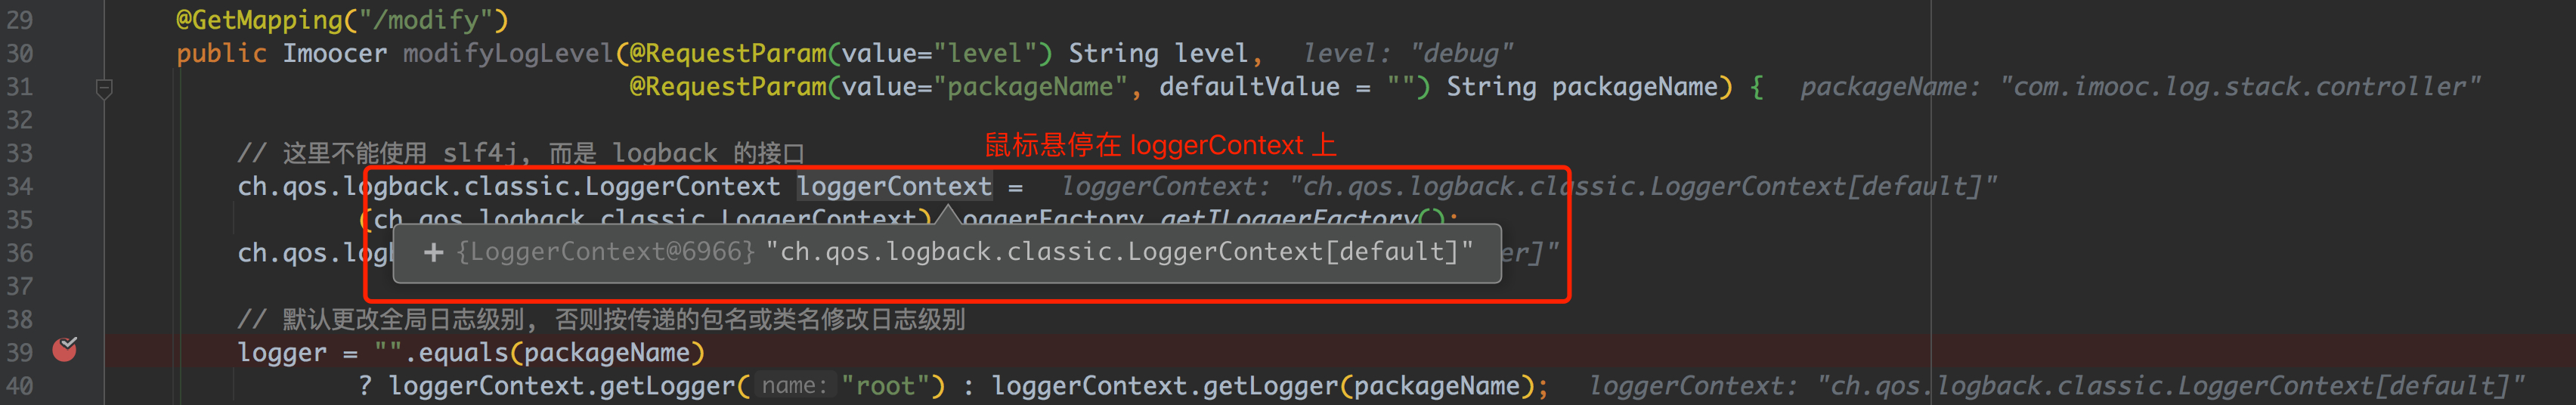 29 @GetMapping("/modify")
30 public Imoocer modifyLogLevel(@RequestParam(value="level") String level, level: "debug"
31 @RequestParam(value="packageName", defaultValue = "") String packageName) { packageName: "com.imooc.log.stack.controller"
32
33 // 这里不能使用 slf4j, 而是 logback 的接口
鼠标悬停在 loggerContext 上
34 ch.qos.logback.classic.LoggerContext loggerContext = loggerContext: "ch.qos.logback.classic.LoggerContext[default]"
35 (ch.qos.logback.classic.LoggerContext) oggerFactory.getILoggerFactory();
36 ch.qos.logb er]"
+ {LoggerContext@6966} "ch.qos.logback.classic.LoggerContext[default]"
37
38 // 默认更改全局日志级别, 否则按传递的包名或类名修改日志级别
39 logger = "".equals(packageName)
40 ? loggerContext.getLogger( name: "root") : loggerContext.getLogger(packageName); loggerContext: "ch.qos.logback.classic.LoggerContext[default]"